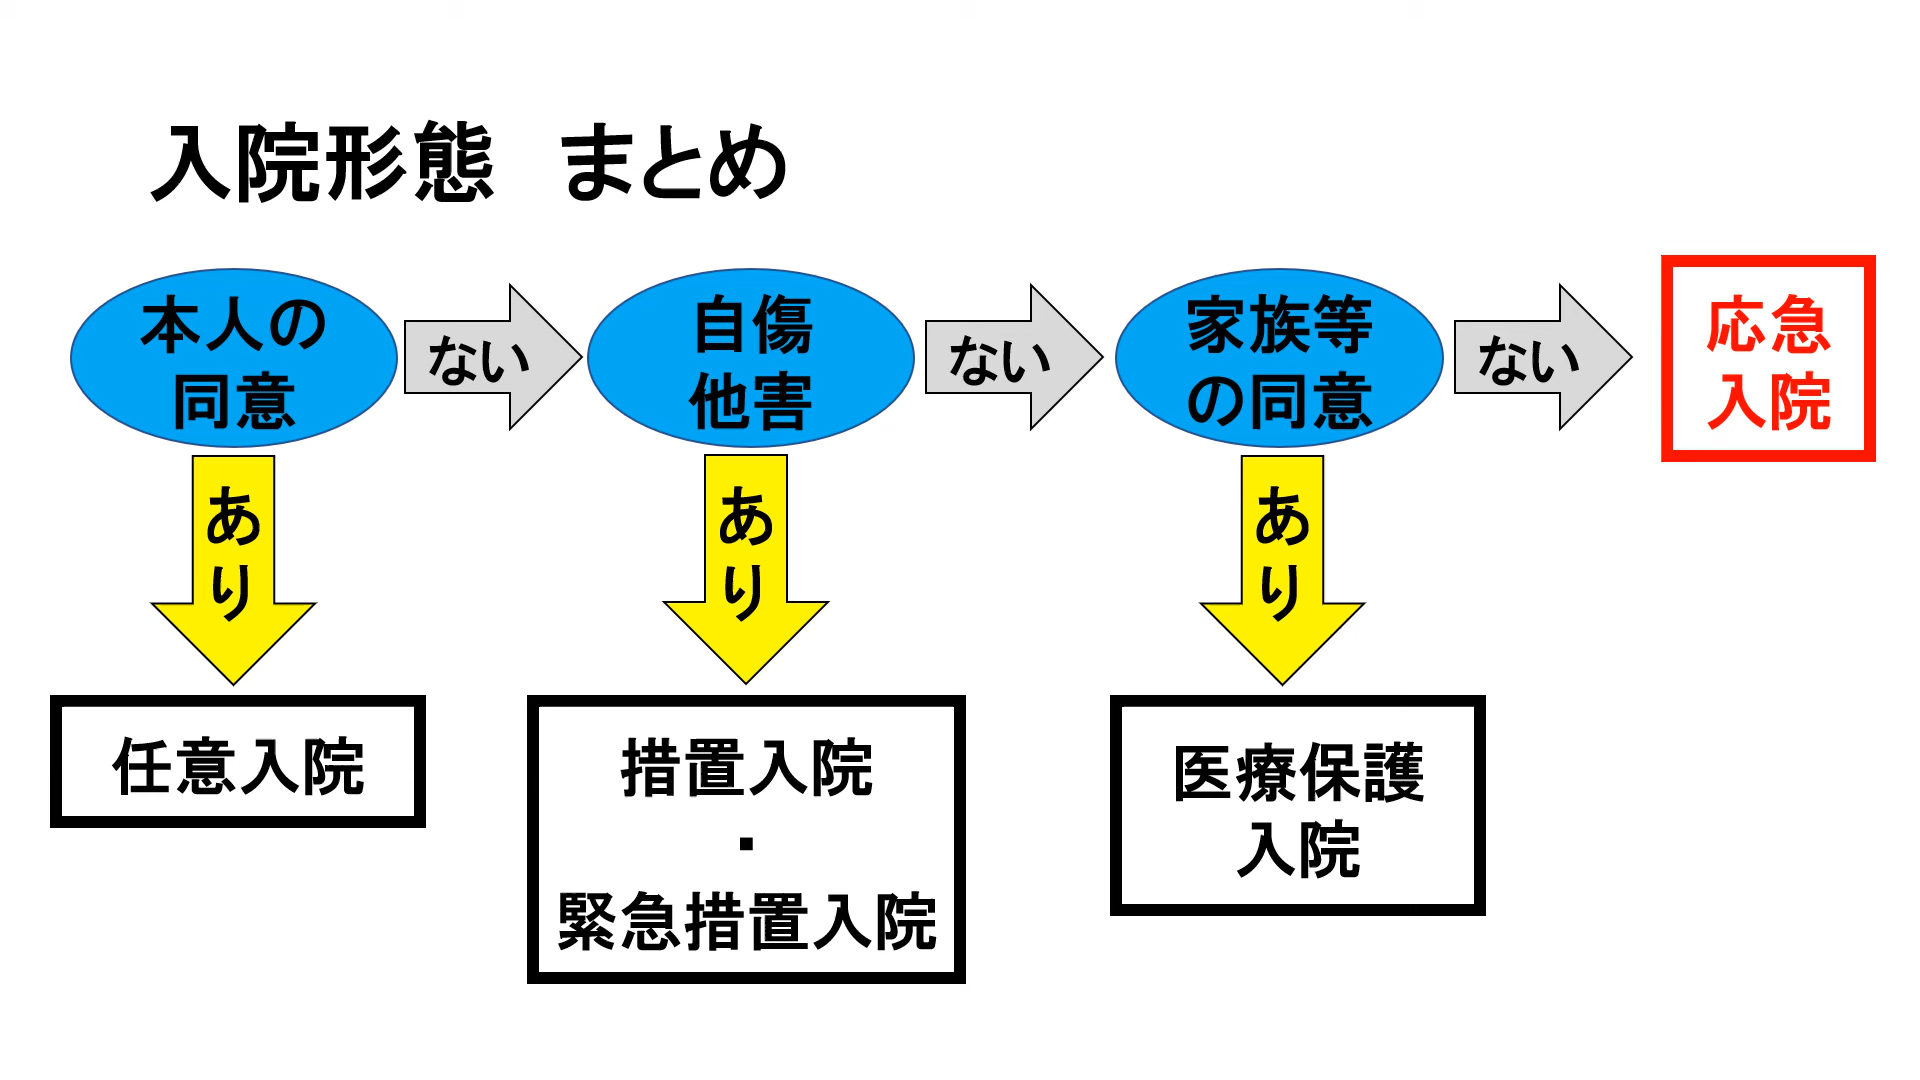 入院形態　まとめ
本人の
同意
ない
自傷
他害
ない
家族等
の同意
ない
応急
入院
あり
あり
あり
任意入院
措置入院
・
緊急措置入院
医療保護
入院